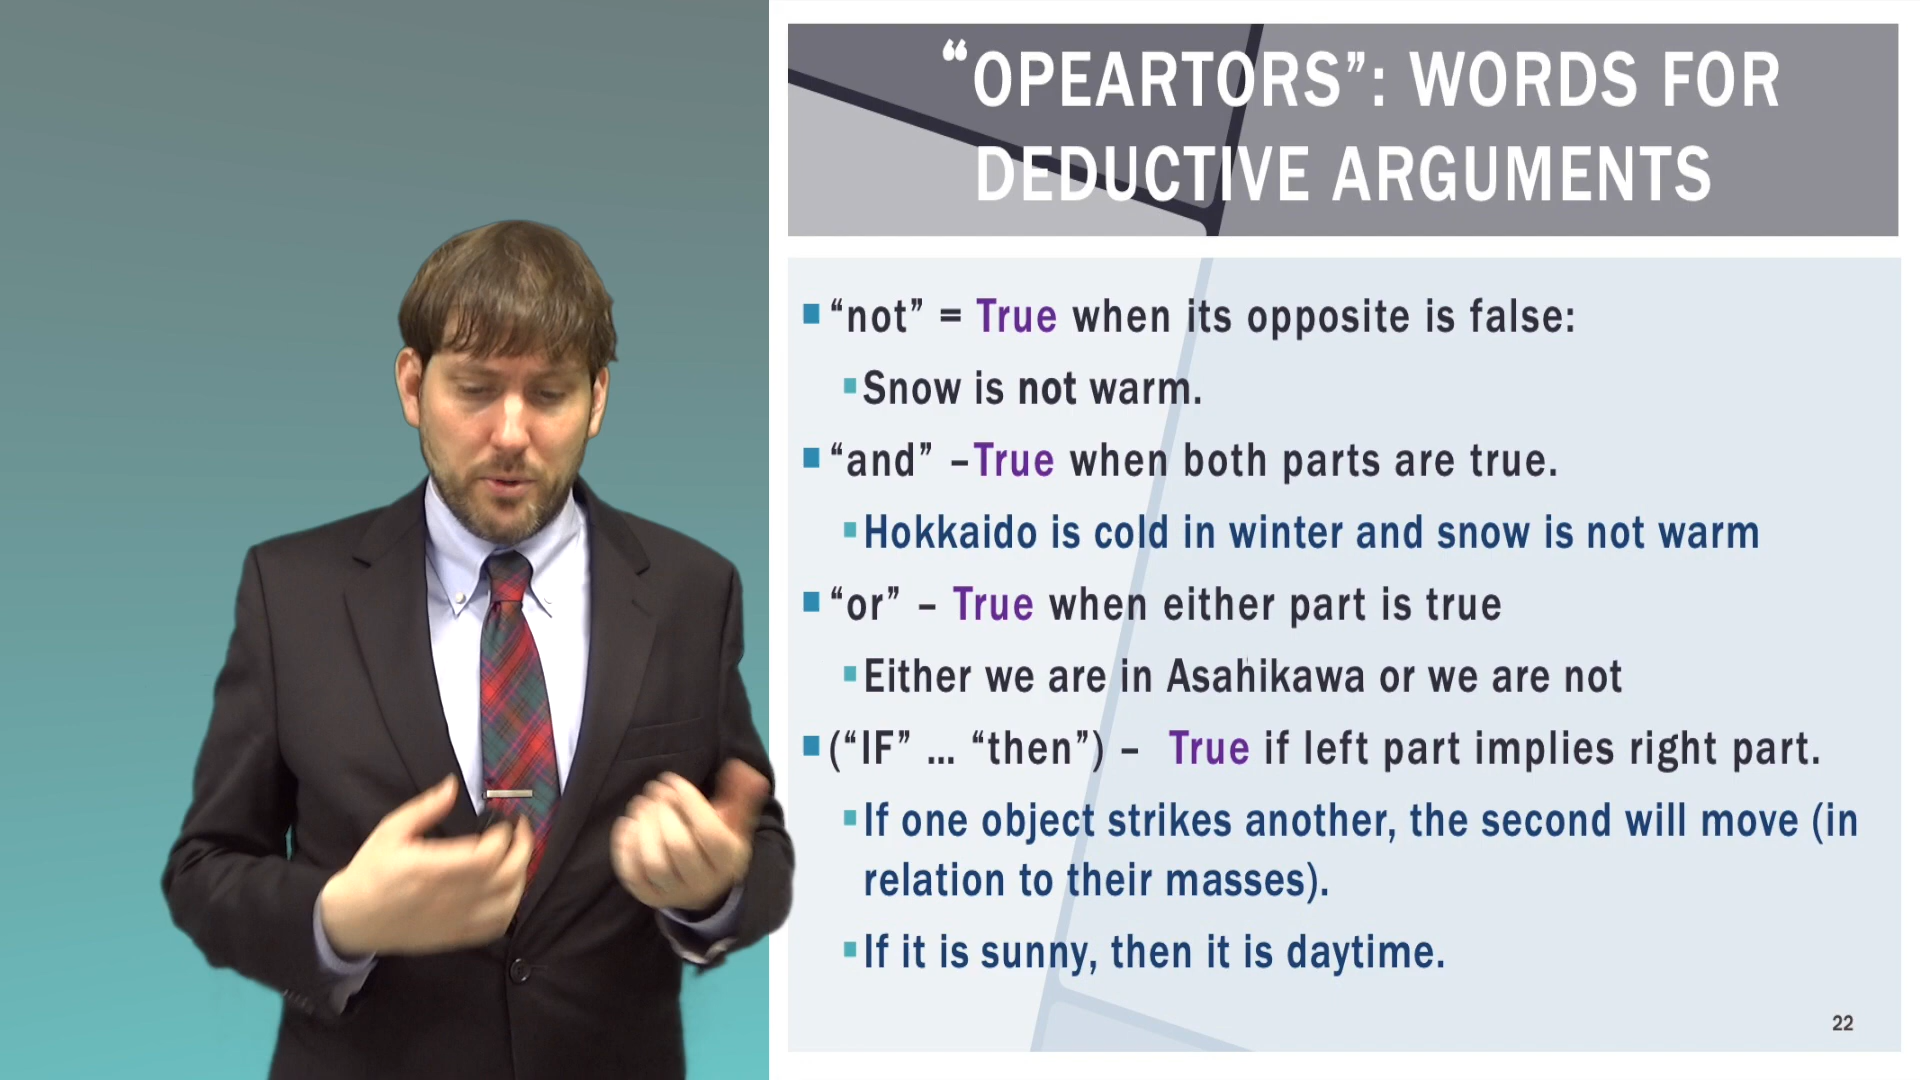 “OPEARTORS”: WORDS FOR
DEDUCTIVE ARGUMENTS
“not” = True when its opposite is false:
Snow is not warm.
“and” –True when both parts are true.
Hokkaido is cold in winter and snow is not warm
“or” – True when either part is true
Either we are in Asahikawa or we are not
(“IF” … “then”) – True if left part implies right part.
If one object strikes another, the second will move (in
relation to their masses).
If it is sunny, then it is daytime.
22